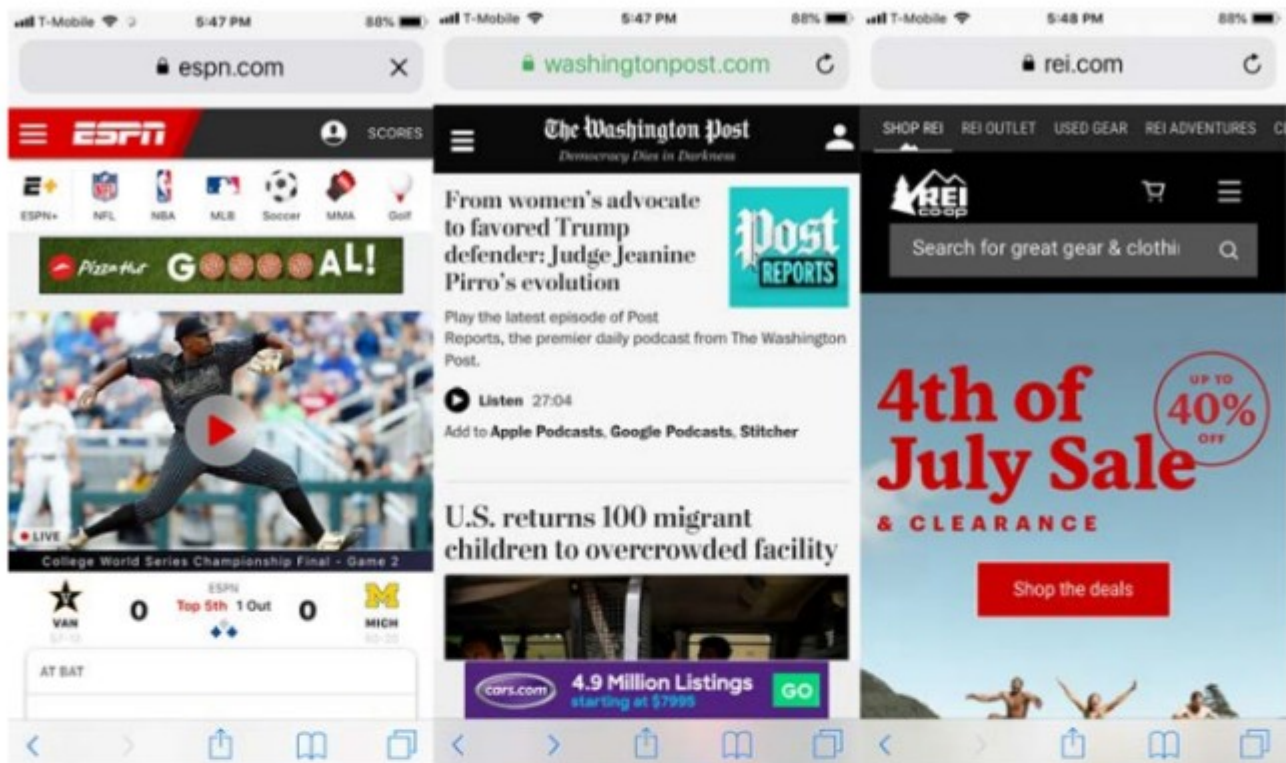 T-Mobile 5:47 PM 88%
espn.com
ESPN SCORES
E+
ESPN+ NFL NBA MLB Soccer MMA Golf
Pizza Hut GOOOOAL!
LIVE
College World Series Championship Final - Game 2
ESPN
0 Top 5th 1 Out 0
VAN MICH
AT BAT
T-Mobile 5:47 PM 88%
washingtonpost.com
The Washington Post
Democracy Dies in Darkness
From women's advocate
to favored Trump
defender: Judge Jeanine
Pirro's evolution
Post
REPORTS
Play the latest episode of Post
Reports, the premier daily podcast from The Washington
Post.
Listen 27:04
Add to Apple Podcasts, Google Podcasts, Stitcher
U.S. returns 100 migrant
children to overcrowded facility
cars.com 4.9 Million Listings GO
starting at $7995
T-Mobile 5:48 PM 88%
rei.com
SHOP REI REI OUTLET USED GEAR REI ADVENTURES
REI
co-op
Search for great gear & clothi
4th of
July Sale
& CLEARANCE
UP TO
40%
OFF
Shop the deals